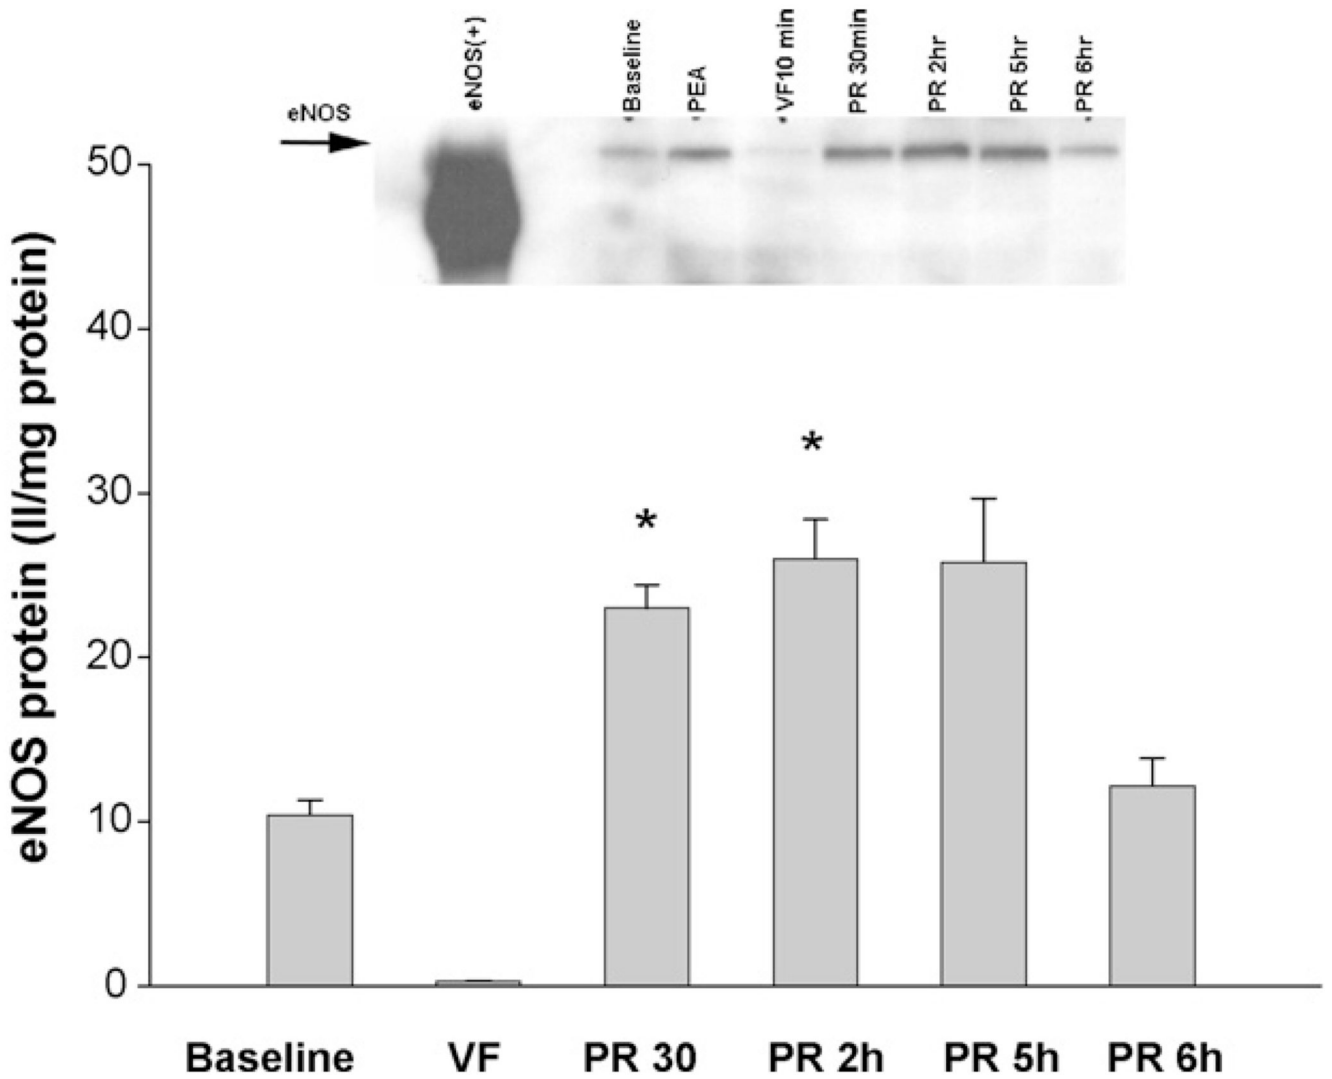 eNOS(+)
Baseline
PEA
VF10 min
PR 30min
PR 2hr
PR 5hr
PR 6hr
eNOS
50
40
30
20
10
0
eNOS protein (II/mg protein)
*
*
Baseline VF PR 30 PR 2h PR 5h PR 6h